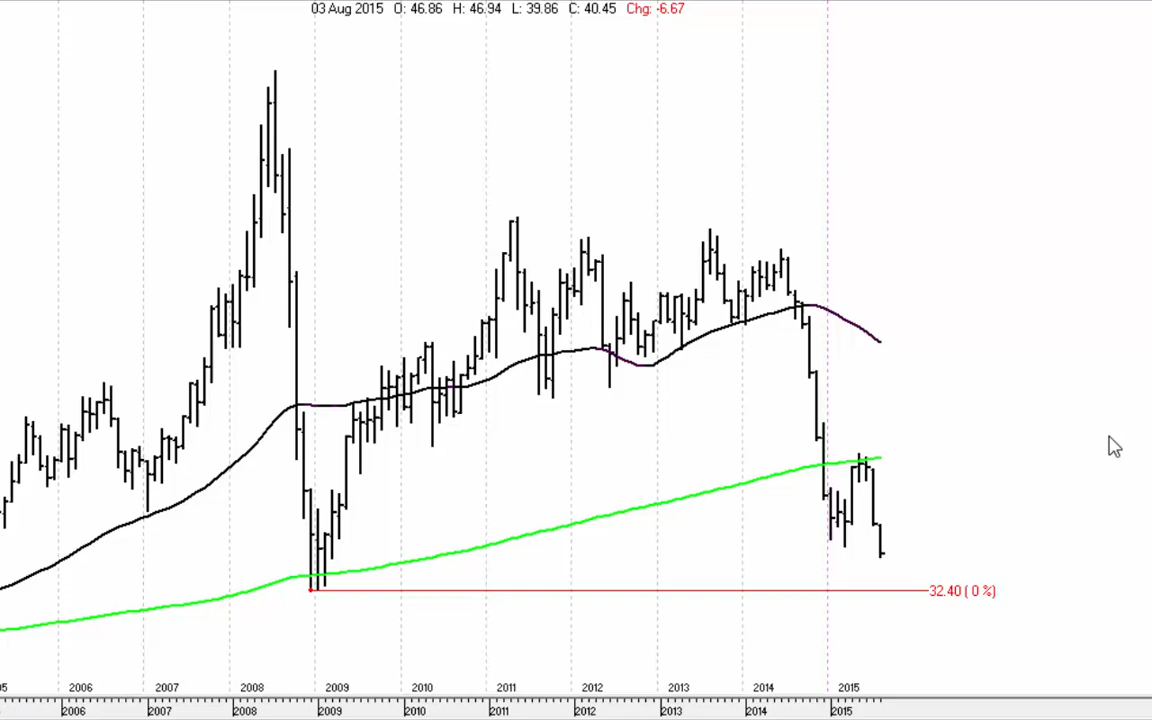 03 Aug 2015 O: 46.86 H: 46.94 L: 39.86 C: 40.45 Chg: -6.67
32.40 ( 0 %)
05 2006 2007 2008 2009 2010 2011 2012 2013 2014 2015
2006 2007 2008 2009 2010 2011 2012 2013 2014 2015